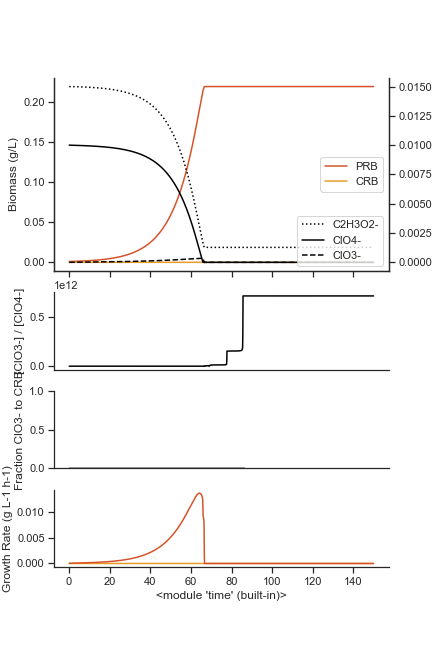 0.20
0.15
0.10
0.05
0.00
Biomass (g/L)
0.0150
0.0125
0.0100
0.0075
0.0050
0.0025
0.0000
PRB
CRB
C2H3O2-
ClO4-
ClO3-
1e12
0.5
0.0
[ClO3-] / [ClO4-]
1.0
0.5
0.0
Fraction ClO3- to CRB
0.010
0.005
0.000
Growth Rate (g L-1 h-1)
0 20 40 60 80 100 120 140
<module 'time' (built-in)>